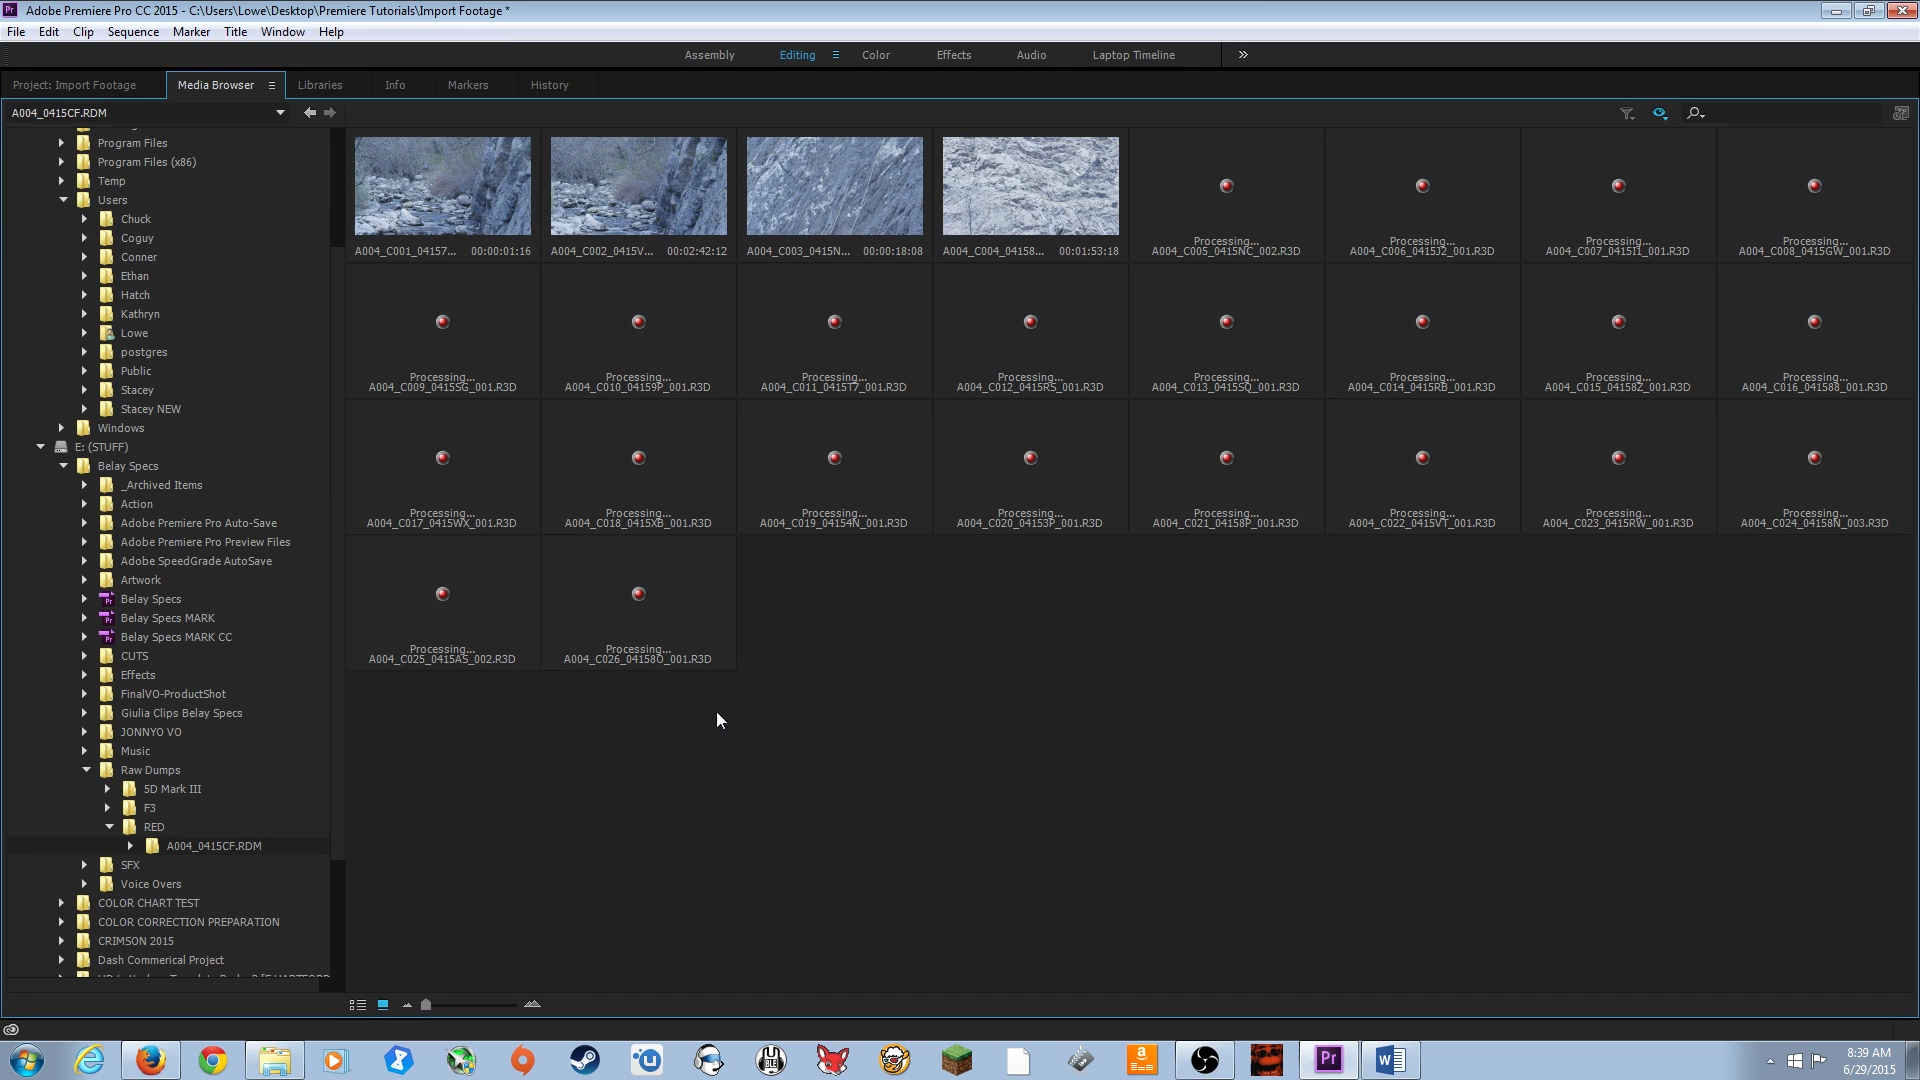 Adobe Premiere Pro CC 2015 - C:\Users\Lowe\Desktop\Premiere Tutorials\Import Footage *
File Edit Clip Sequence Marker Title Window Help
Assembly Editing Color Effects Audio Laptop Timeline
Project: Import Footage Media Browser Libraries Info Markers History
A004_0415CF.RDM
Program Files
Program Files (x86)
Temp
Users
Chuck
Coguy
Conner
Ethan
Hatch
Kathryn
Lowe
postgres
Public
Stacey
Stacey NEW
Windows
E: (STUFF)
Belay Specs
_Archived Items
Action
Adobe Premiere Pro Auto-Save
Adobe Premiere Pro Preview Files
Adobe SpeedGrade AutoSave
Artwork
Belay Specs
Belay Specs MARK
Belay Specs MARK CC
CUTS
Effects
FinalVO-ProductShot
Giulia Clips Belay Specs
JONNYO VO
Music
Raw Dumps
5D Mark III
F3
RED
A004_0415CF.RDM
SFX
Voice Overs
COLOR CHART TEST
COLOR CORRECTION PREPARATION
CRIMSON 2015
Dash Commerical Project
A004_C001_04157... 00:00:01:16 A004_C002_0415V... 00:02:42:12 A004_C003_0415N... 00:00:18:08 A004_C004_04158... 00:01:53:18
Processing... Processing... Processing... Processing...
A004_C005_0415NC_002.R3D A004_C006_0415J2_001.R3D A004_C007_0415I1_001.R3D A004_C008_0415GW_001.R3D
Processing... Processing... Processing... Processing... Processing... Processing... Processing... Processing...
A004_C009_0415SG_001.R3D A004_C010_04159P_001.R3D A004_C011_0415T7_001.R3D A004_C012_0415RS_001.R3D A004_C013_0415SQ_001.R3D A004_C014_0415RB_001.R3D A004_C015_04158Z_001.R3D A004_C016_041588_001.R3D
Processing... Processing... Processing... Processing... Processing... Processing... Processing... Processing...
A004_C017_0415WX_001.R3D A004_C018_0415XB_001.R3D A004_C019_04154N_001.R3D A004_C020_04153P_001.R3D A004_C021_04158P_001.R3D A004_C022_0415VT_001.R3D A004_C023_0415RW_001.R3D A004_C024_04158N_003.R3D
Processing... Processing...
A004_C025_0415AS_002.R3D A004_C026_04158O_001.R3D
8:39 AM
6/29/2015